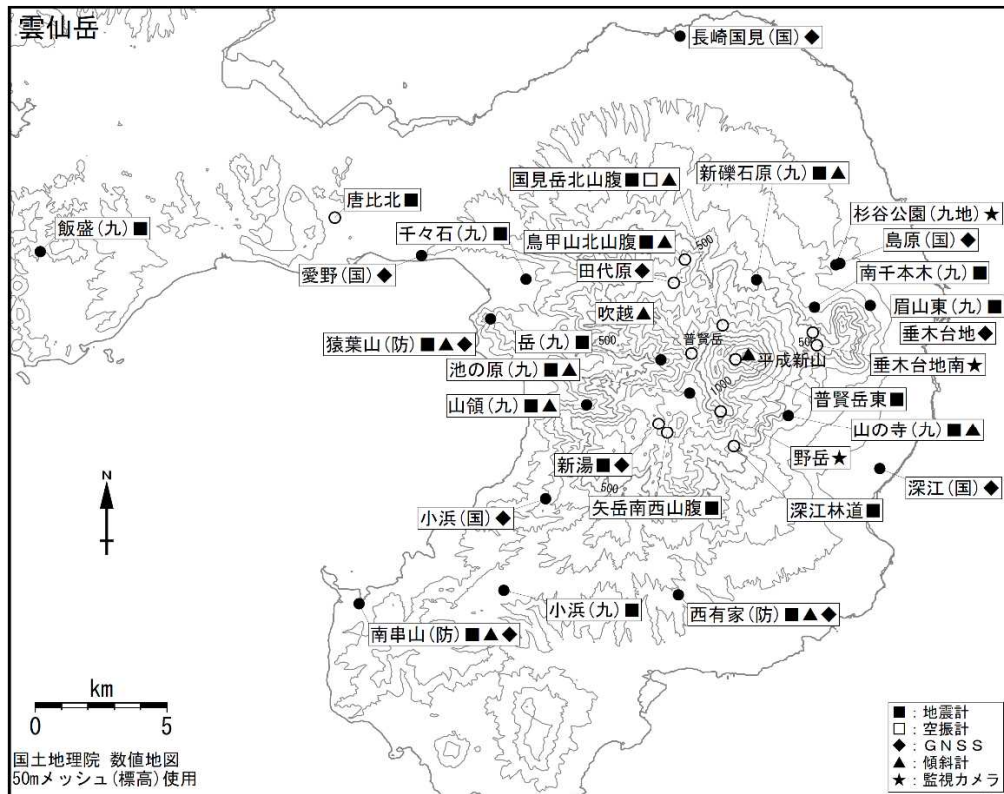 雲仙岳
長崎国見(国)◆
国見岳北山腹■□▲
新礫石原(九)■▲
唐比北■
杉谷公園(九地)★
飯盛(九)■
千々石(九)■
鳥甲山北山腹■▲
島原(国)◆
500
愛野(国)◆
田代原◆
南千本木(九)■
吹越▲
眉山東(九)■
猿葉山(防)■▲◆
岳(九)■
500
普賢岳
500
垂木台地◆
池の原(九)■▲
平成新山
垂木台地南★
1000
山領(九)■▲
普賢岳東■
山の寺(九)■▲
新湯■◆
野岳★
500
深江(国)◆
小浜(国)◆
矢岳南西山腹■
深江林道■
N
小浜(九)■
西有家(防)■▲◆
南串山(防)■▲◆
km
0 5
国土地理院 数値地図
50mメッシュ(標高)使用
■:地震計
□:空振計
◆:GNSS
▲:傾斜計
★:監視カメラ